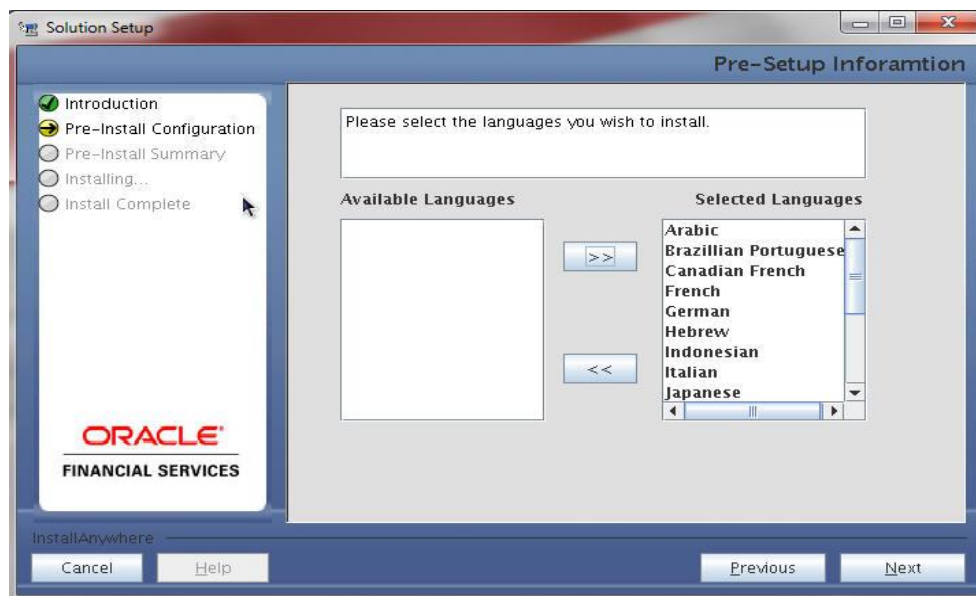 Solution Setup
Pre-Setup Inforamtion
Introduction
Pre-Install Configuration
Pre-Install Summary
Installing...
Install Complete
ORACLE
FINANCIAL SERVICES
Please select the languages you wish to install.
Available Languages
Selected Languages
>>
<<
Arabic
Brazillian Portuguese
Canadian French
French
German
Hebrew
Indonesian
Italian
Japanese
InstallAnywhere
Cancel
Help
Previous
Next